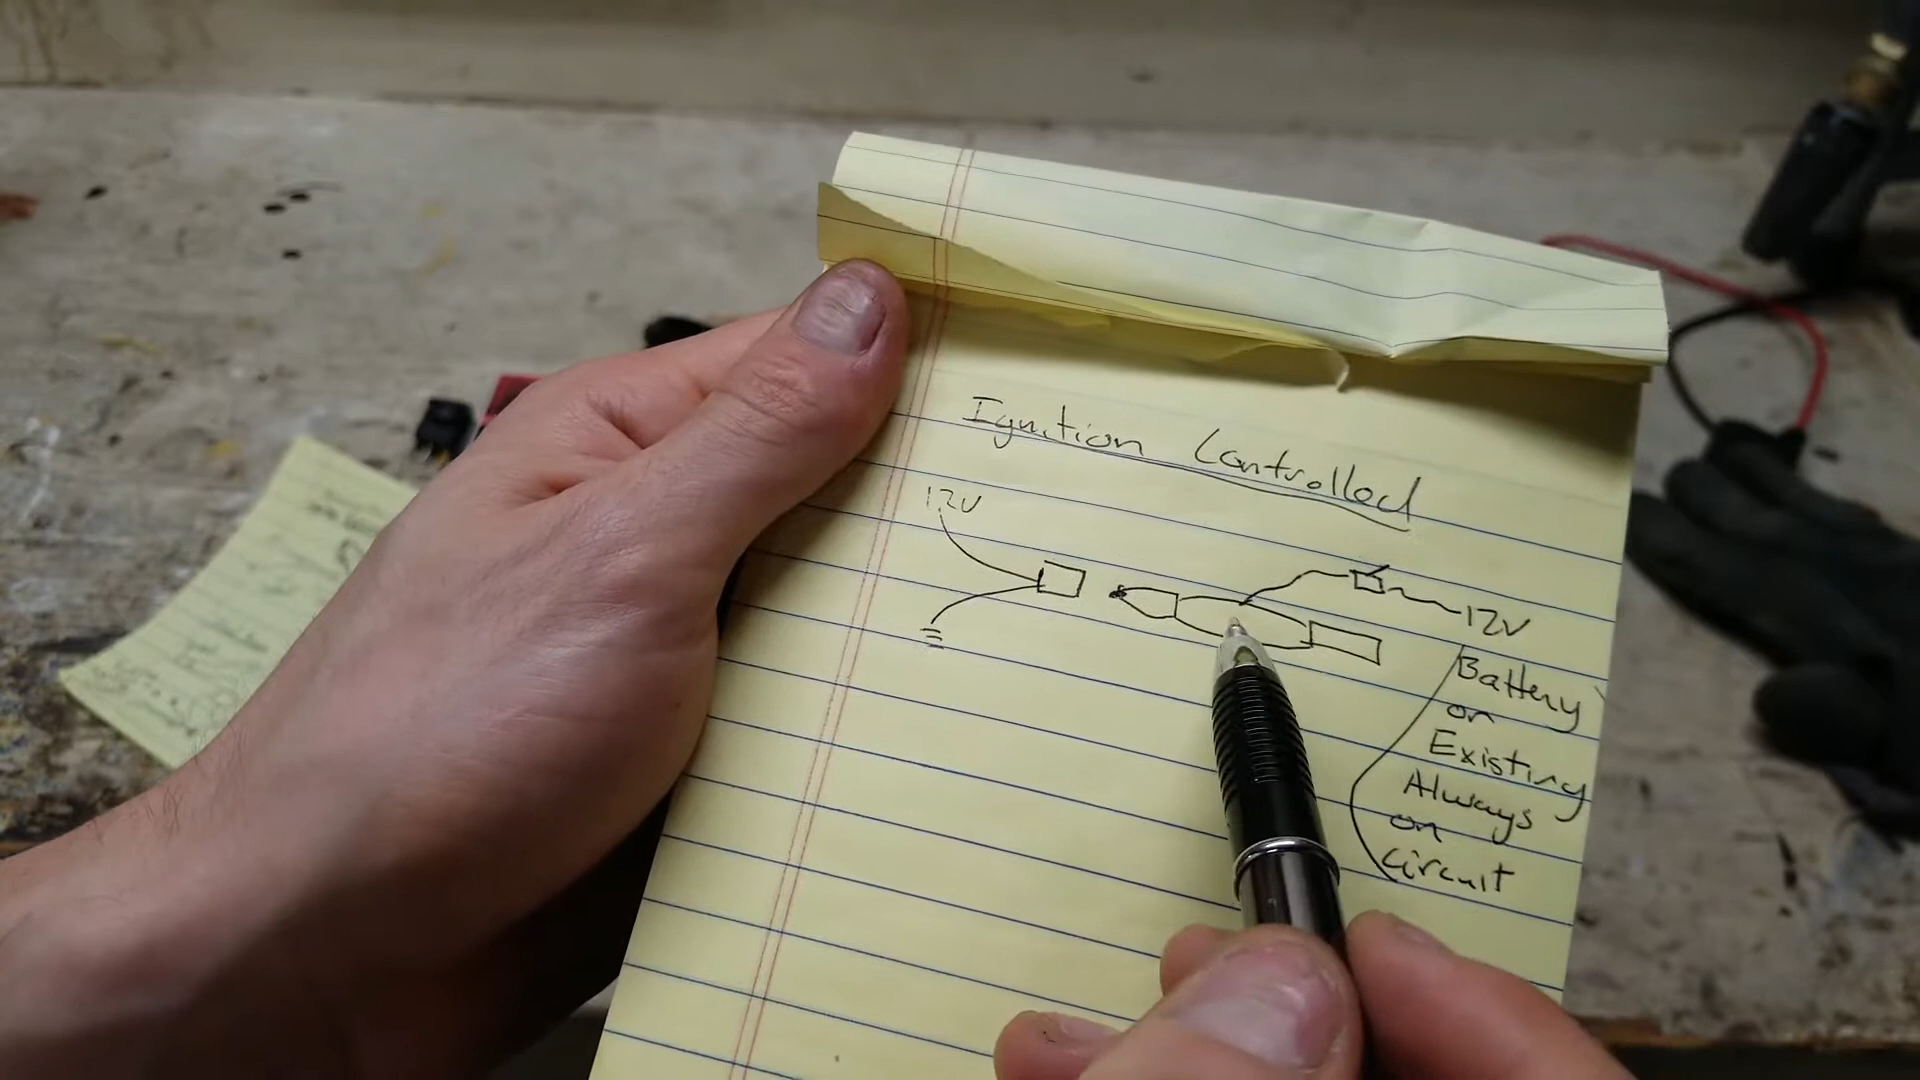 Ignition Controlled
12V
12V
Battery
on
Existing
Always
on
Circuit